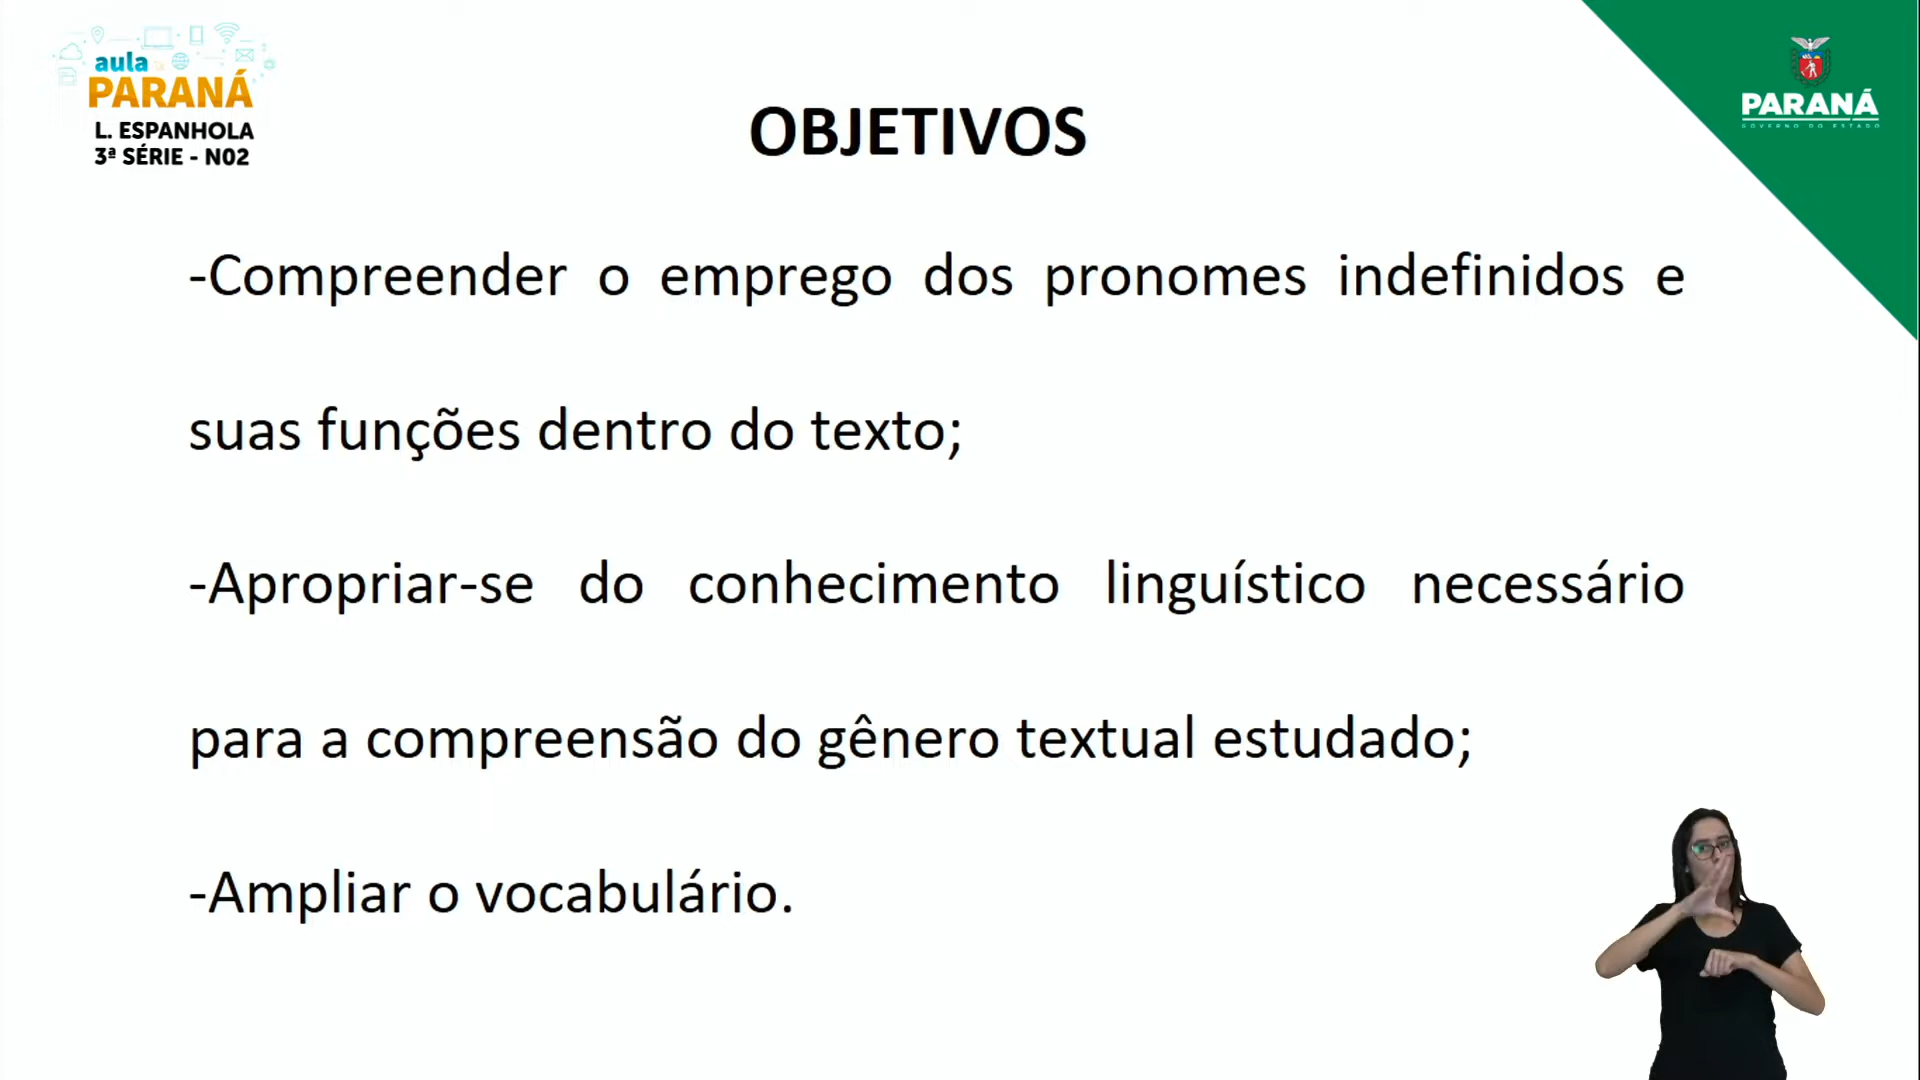 aula
PARANÁ
L. ESPANHOLA
3ª SÉRIE - N02
PARANÁ
GOVERNO DO ESTADO
OBJETIVOS
-Compreender o emprego dos pronomes indefinidos e
suas funções dentro do texto;
-Apropriar-se do conhecimento linguístico necessário
para a compreensão do gênero textual estudado;
-Ampliar o vocabulário.